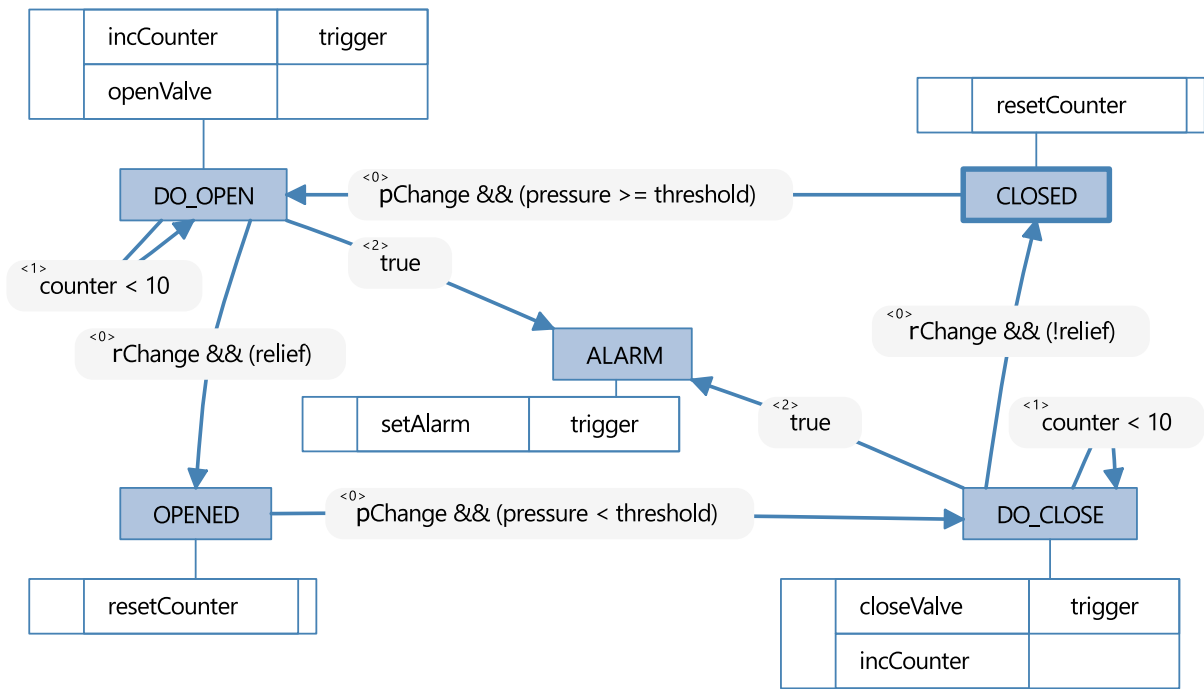 incCounter trigger
openValve
resetCounter
DO_OPEN
<0> pChange && (pressure >= threshold)
CLOSED
<1> counter < 10
<2> true
<0> rChange && (relief)
<0> rChange && (!relief)
ALARM
setAlarm trigger
<2> true
<1> counter < 10
OPENED
<0> pChange && (pressure < threshold)
DO_CLOSE
resetCounter
closeValve trigger
incCounter